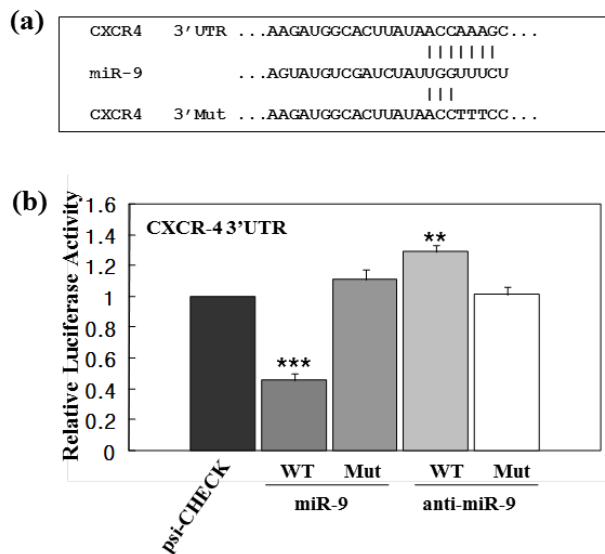 (a)
CXCR4 3'UTR ...AAGAUGGCACUUAUAACCAAAGC...
|||||||
miR-9 ...AGUAUGUCGAUCUAUUGGUUUCU
|||
CXCR4 3'Mut ...AAGAUGGCACUUAUAACCTTTCC...
(b)
Relative Luciferase Activity
1.6
1.4
1.2
1
0.8
0.6
0.4
0.2
0
CXCR-4 3'UTR
***
**
psi-CHECK
WT Mut WT Mut
miR-9 anti-miR-9